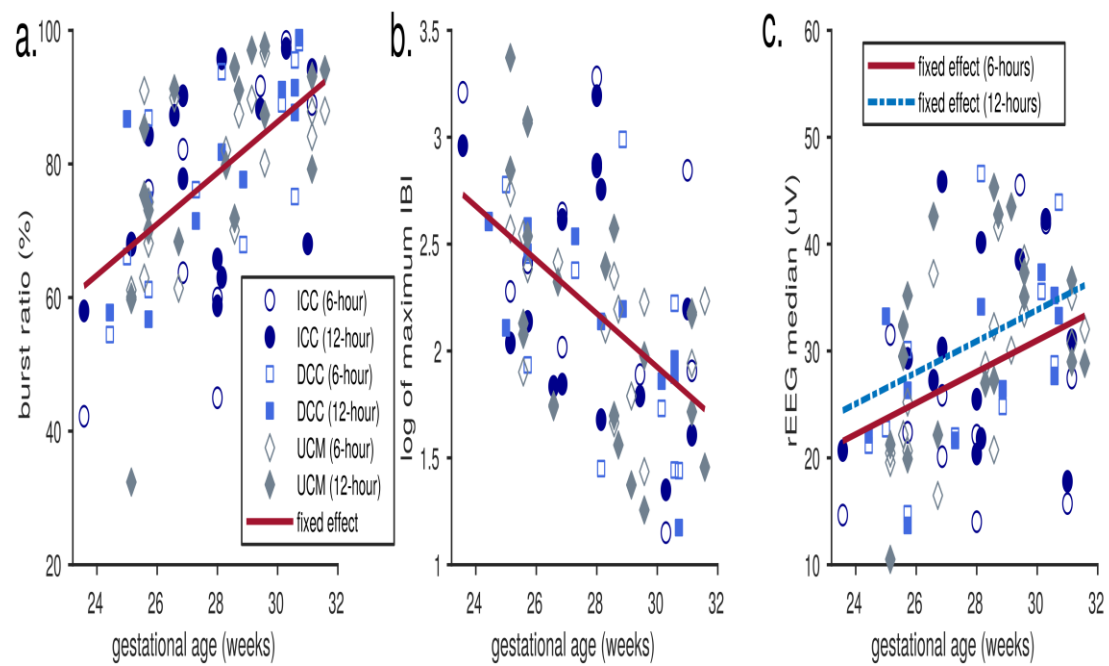 a.
burst ratio (%)
100
80
60
40
20
24 26 28 30 32
gestational age (weeks)
ICC (6-hour)
ICC (12-hour)
DCC (6-hour)
DCC (12-hour)
UCM (6-hour)
UCM (12-hour)
fixed effect
b.
log of maximum IBI
3.5
3
2.5
2
1.5
1
24 26 28 30 32
gestational age (weeks)
c.
rEEG median (uV)
60
50
40
30
20
10
24 26 28 30 32
gestational age (weeks)
fixed effect (6-hours)
fixed effect (12-hours)